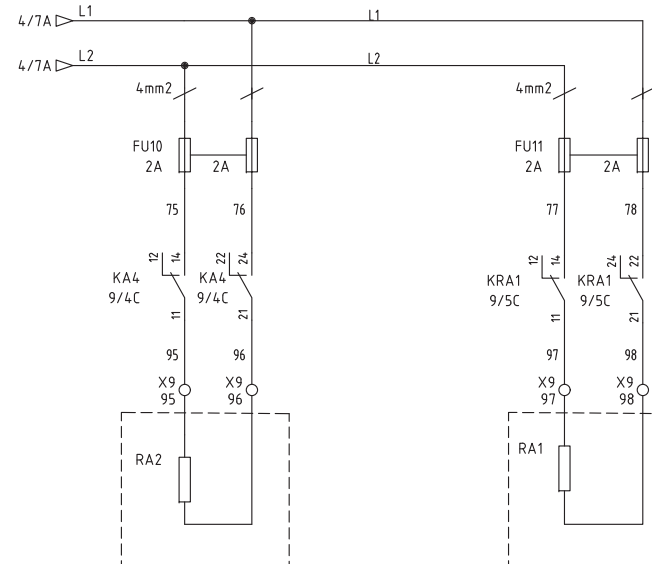 4/7A L1 L1
4/7A L2 L2
4mm2 4mm2
FU10 FU11
2A 2A 2A 2A
75 76 77 78
12 14 22 24 12 14 24 22
KA4 KA4 KRA1 KRA1
9/4C 9/4C 9/5C 9/5C
11 21 11 21
95 96 97 98
X9 X9 X9 X9
95 96 97 98
RA2 RA1